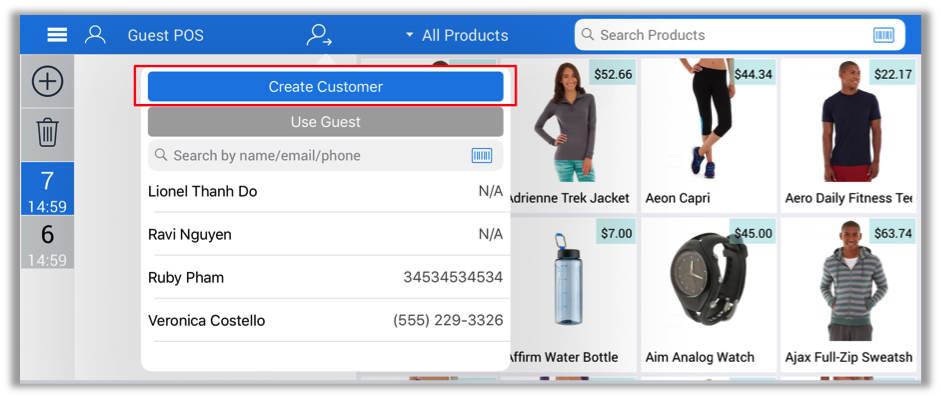 Guest POS
All Products
Search Products
Create Customer
Use Guest
Search by name/email/phone
Lionel Thanh Do N/A
Ravi Nguyen N/A
Ruby Pham 34534534534
Veronica Costello (555) 229-3326
7
14:59
6
14:59
$52.66
$44.34
$22.17
Adrienne Trek Jacket
Aeon Capri
Aero Daily Fitness Tee
$7.00
$45.00
$63.74
Affirm Water Bottle
Aim Analog Watch
Ajax Full-Zip Sweatsh